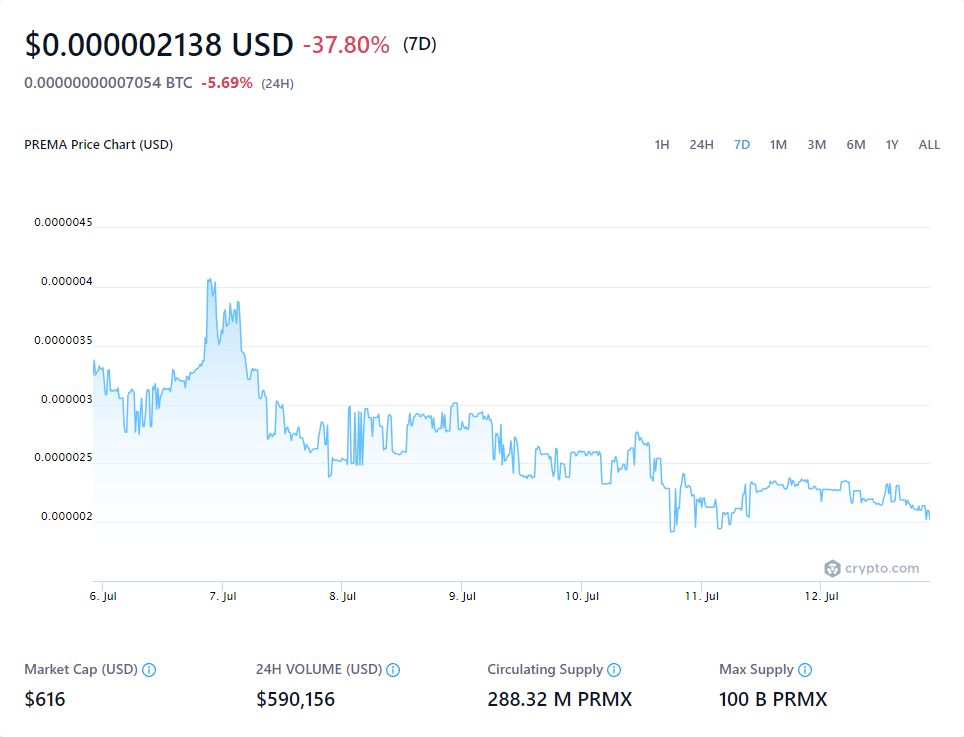 $0.000002138 USD -37.80% (7D)
0.00000000007054 BTC -5.69% (24H)
PREMA Price Chart (USD) 1H 24H 7D 1M 3M 6M 1Y ALL
0.0000045
0.000004
0.0000035
0.000003
0.0000025
0.000002
crypto.com
6. Jul 7. Jul 8. Jul 9. Jul 10. Jul 11. Jul 12. Jul
Market Cap (USD) 24H VOLUME (USD) Circulating Supply Max Supply
$616 $590,156 288.32 M PRMX 100 B PRMX